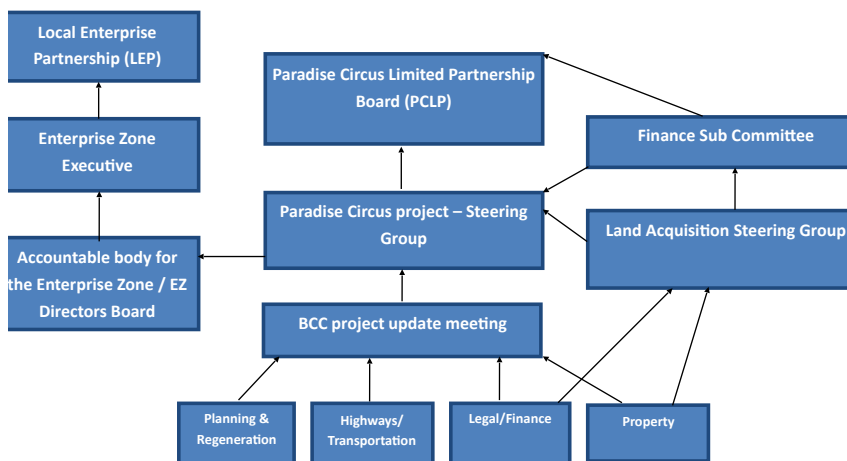 Local Enterprise
Partnership (LEP)
Paradise Circus Limited Partnership
Board (PCLP)
Enterprise Zone
Executive
Finance Sub Committee
Paradise Circus project – Steering
Group
Land Acquisition Steering Group
Accountable body for
the Enterprise Zone / EZ
Directors Board
BCC project update meeting
Planning &
Regeneration
Highways/
Transportation
Legal/Finance
Property